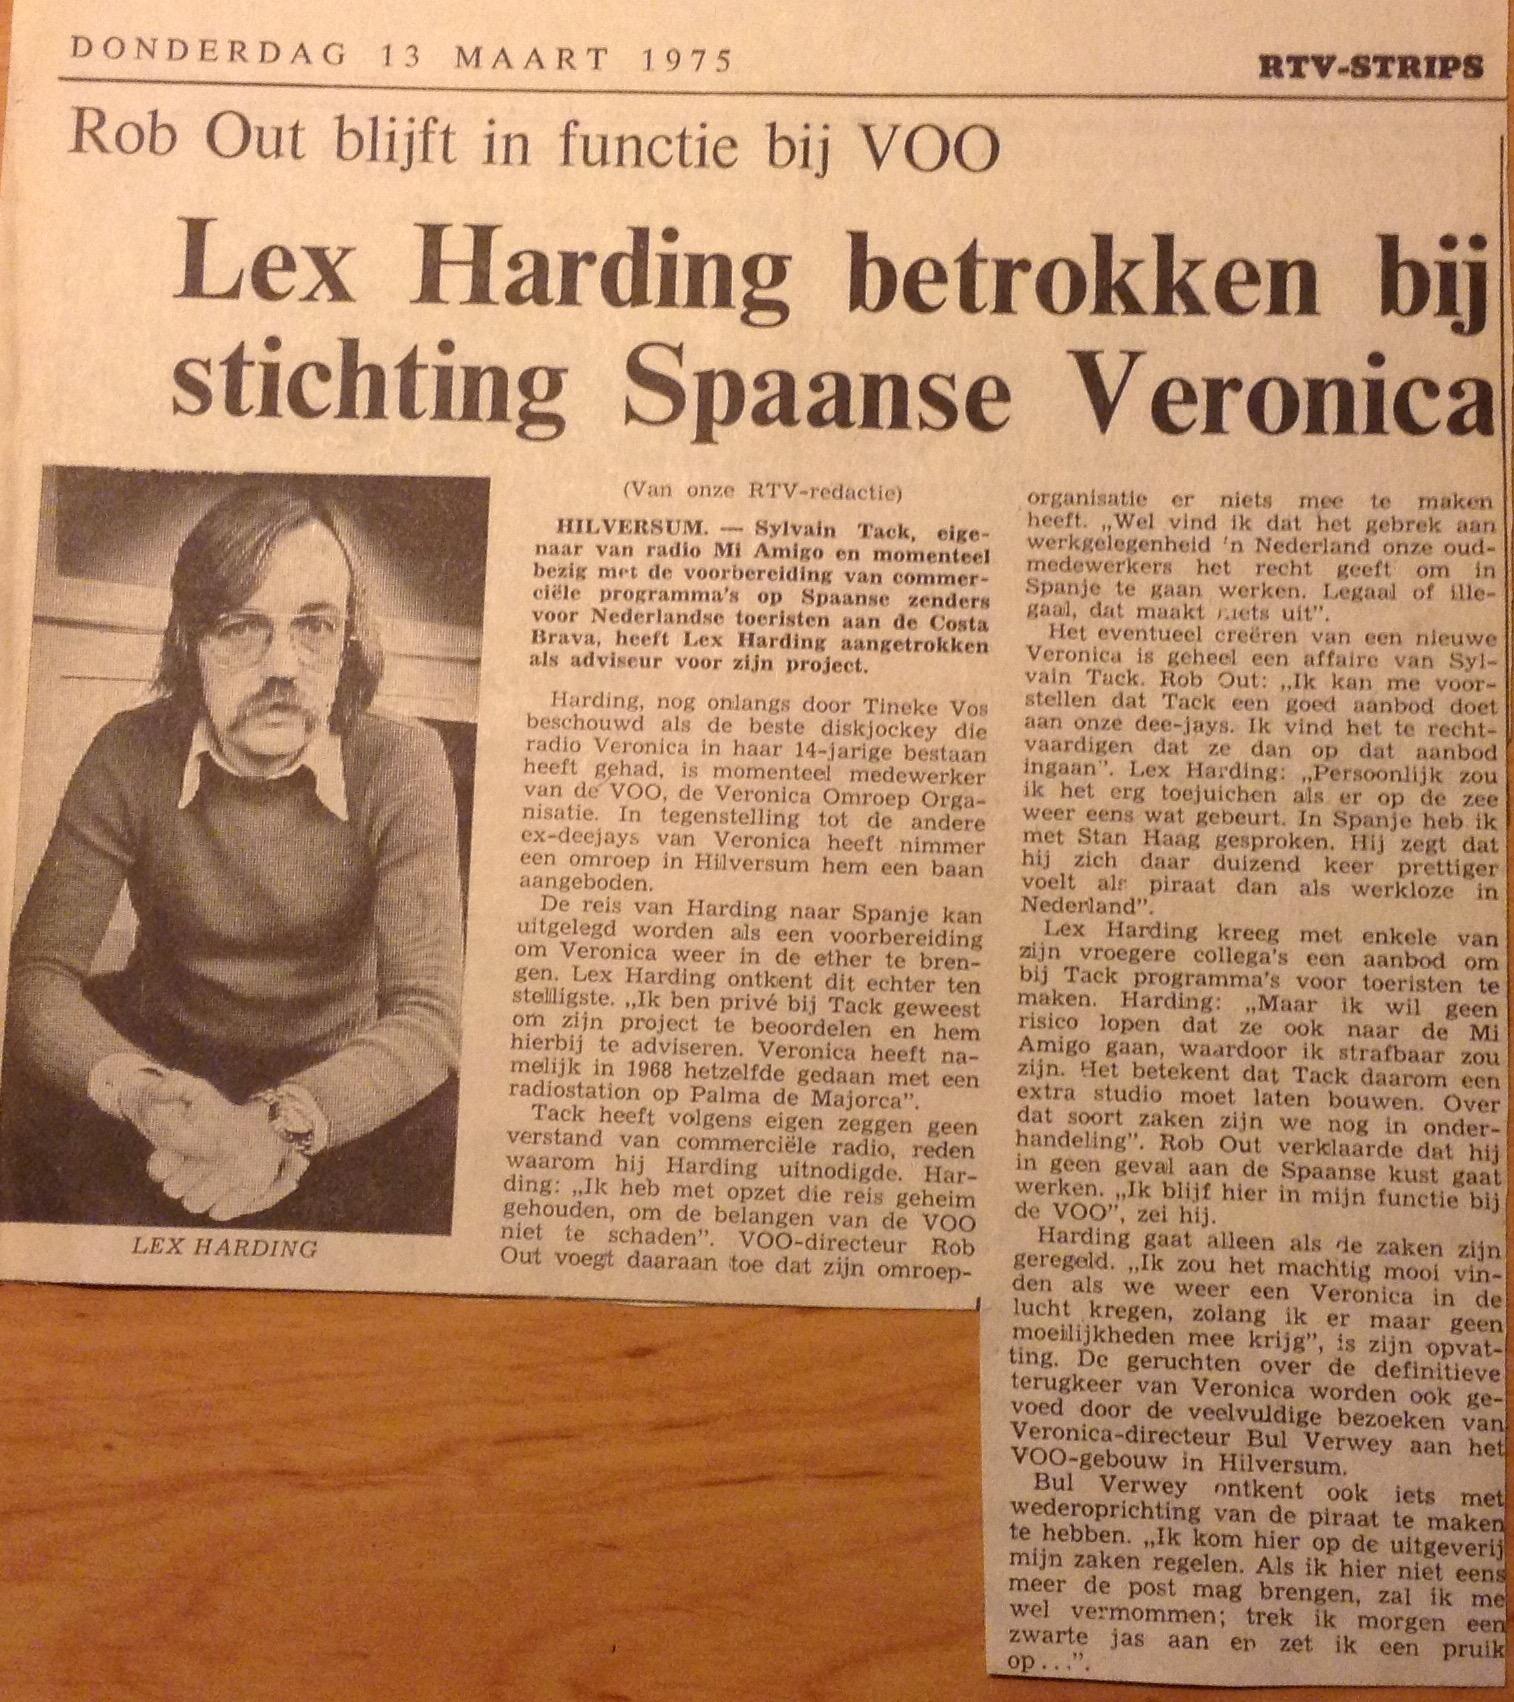 DONDERDAG 13 MAART 1975
RTV-STRIPS
Rob Out blijft in functie bij VOO
Lex Harding betrokken bij
stichting Spaanse Veronica
LEX HARDING
(Van onze RTV-redactie)
HILVERSUM. — Sylvain Tack, eige-
naar van radio Mi Amigo en momenteel
bezig met de voorbereiding van commer-
ciële programma's op Spaanse zenders
voor Nederlandse toeristen aan de Costa
Brava, heeft Lex Harding aangetrokken
als adviseur voor zijn project.
Harding, nog onlangs door Tineke Vos
beschouwd als de beste diskjockey die
radio Veronica in haar 14-jarige bestaan
heeft gehad, is momenteel medewerker
van de VOO, de Veronica Omroep Orga-
nisatie. In tegenstelling tot de andere
ex-deejays van Veronica heeft nimmer
een omroep in Hilversum hem een baan
aangeboden.
De reis van Harding naar Spanje kan
uitgelegd worden als een voorbereiding
om Veronica weer in de ether te bren-
gen. Lex Harding ontkent dit echter ten
stelligste. „Ik ben privé bij Tack geweest
om zijn project te beoordelen en hem
hierbij te adviseren. Veronica heeft na-
melijk in 1968 hetzelfde gedaan met een
radiostation op Palma de Majorca”.
Tack heeft volgens eigen zeggen geen
verstand van commerciële radio, reden
waarom hij Harding uitnodigde. Har-
ding: „Ik heb met opzet die reis geheim
gehouden, om de belangen van de VOO
niet te schaden”. VOO-directeur Rob
Out voegt daaraan toe dat zijn omroep-
organisatie er niets mee te maken
heeft. „Wel vind ik dat het gebrek aan
werkgelegenheid 'n Nederland onze oud-
medewerkers het recht geeft om in
Spanje te gaan werken. Legaal of ille-
gaal, dat maakt niets uit”.
Het eventueel creëren van een nieuwe
Veronica is geheel een affaire van Syl-
vain Tack. Rob Out: „Ik kan me voor-
stellen dat Tack een goed aanbod doet
aan onze dee-jays. Ik vind het te recht-
vaardigen dat ze dan op dat aanbod
ingaan”. Lex Harding: „Persoonlijk zou
ik het erg toejuichen als er op de zee
weer eens wat gebeurt. In Spanje heb ik
met Stan Haag gesproken. Hij zegt dat
hij zich daar duizend keer prettiger
voelt als piraat dan als werkloze in
Nederland”.
Lex Harding kreeg met enkele van
zijn vroegere collega's een aanbod om
bij Tack programma's voor toeristen te
maken. Harding: „Maar ik wil geen
risico lopen dat ze ook naar de Mi
Amigo gaan, waardoor ik strafbaar zou
zijn. Het betekent dat Tack daarom een
extra studio moet laten bouwen. Over
dat soort zaken zijn we nog in onder-
handeling”. Rob Out verklaarde dat hij
in geen geval aan de Spaanse kust gaat
werken. „Ik blijf hier in mijn functie bij
de VOO”, zei hij.
Harding gaat alleen als de zaken zijn
geregeld. „Ik zou het machtig mooi vin-
den als we weer een Veronica in de
lucht kregen, zolang ik er maar geen
moeilijkheden mee krijg”, is zijn opvat-
ting. De geruchten over de definitieve
terugkeer van Veronica worden ook ge-
voed door de veelvuldige bezoeken van
Veronica-directeur Bul Verwey aan het
VOO-gebouw in Hilversum.
Bul Verwey ontkent ook iets met
wederoprichting van de piraat te maken
te hebben. „Ik kom hier op de uitgeverij
mijn zaken regelen. Als ik hier niet eens
meer de post mag brengen, zal ik me
wel vermommen; trek ik morgen een
zwarte jas aan en zet ik een pruik
op...”.